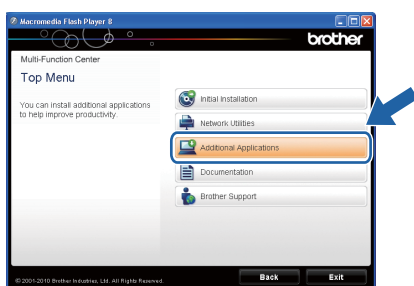 Macromedia Flash Player 8
brother
Multi-Function Center
Top Menu
You can install additional applications
to help improve productivity.
Initial Installation
Network Utilities
Additional Applications
Documentation
Brother Support
© 2001-2010 Brother Industries, Ltd. All Rights Reserved.
Back
Exit